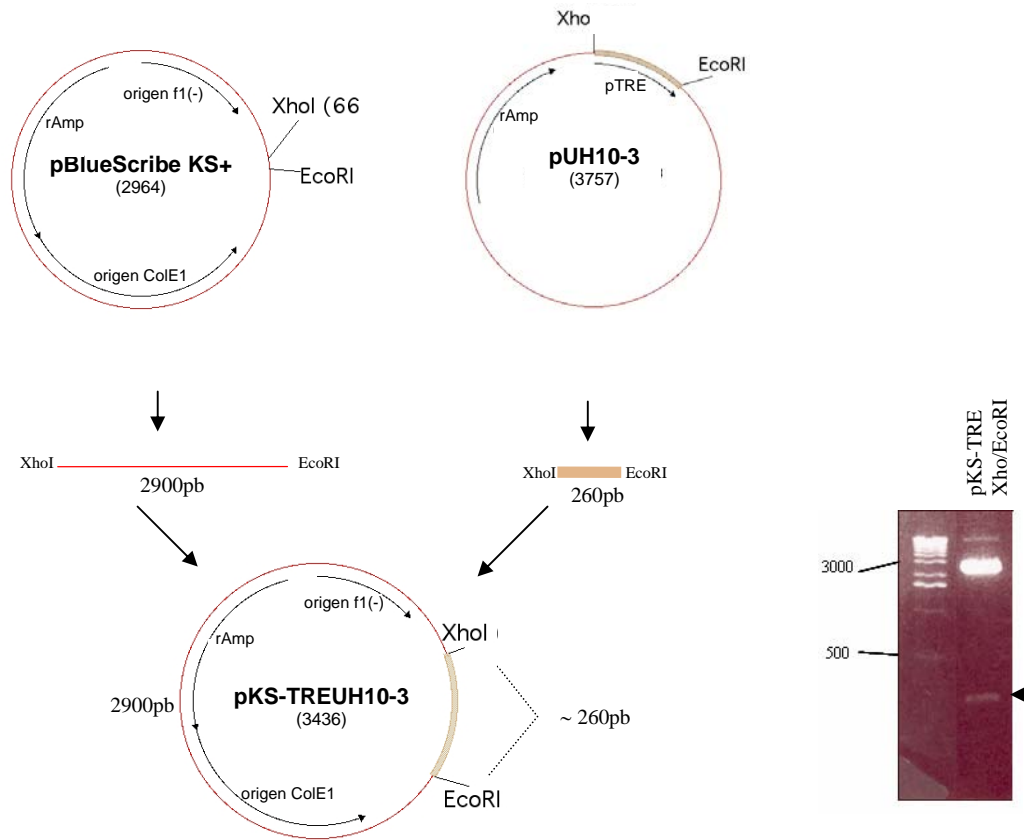 origen f1(-)
rAmp
XhoI (66
pBlueScribe KS+
(2964)
EcoRI
origen ColE1
Xho
EcoRI
pTRE
rAmp
pUH10-3
(3757)
XhoI
EcoRI
2900pb
XhoI
EcoRI
260pb
origen f1(-)
rAmp
XhoI (
2900pb
pKS-TREUH10-3
(3436)
~ 260pb
origen ColE1
EcoRI
pKS-TRE
Xho/EcoRI
3000
500